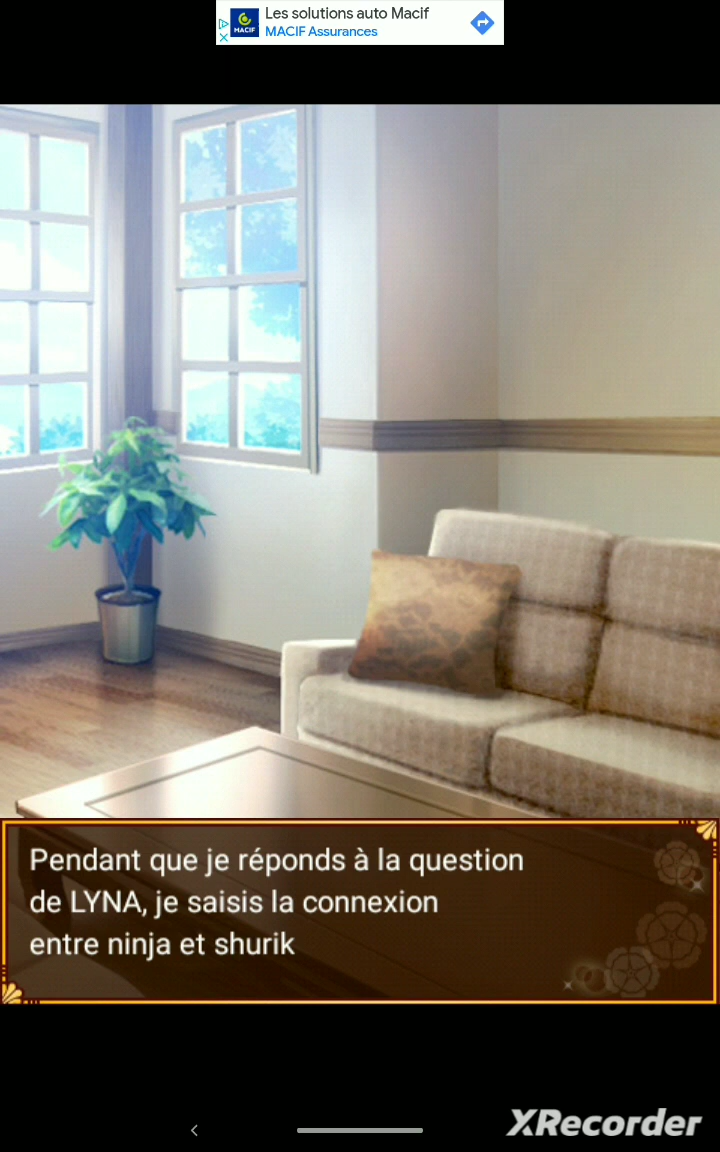 Les solutions auto Macif
MACIF Assurances
MACIF
Pendant que je réponds à la question
de LYNA, je saisis la connexion
entre ninja et shurik
XRecorder